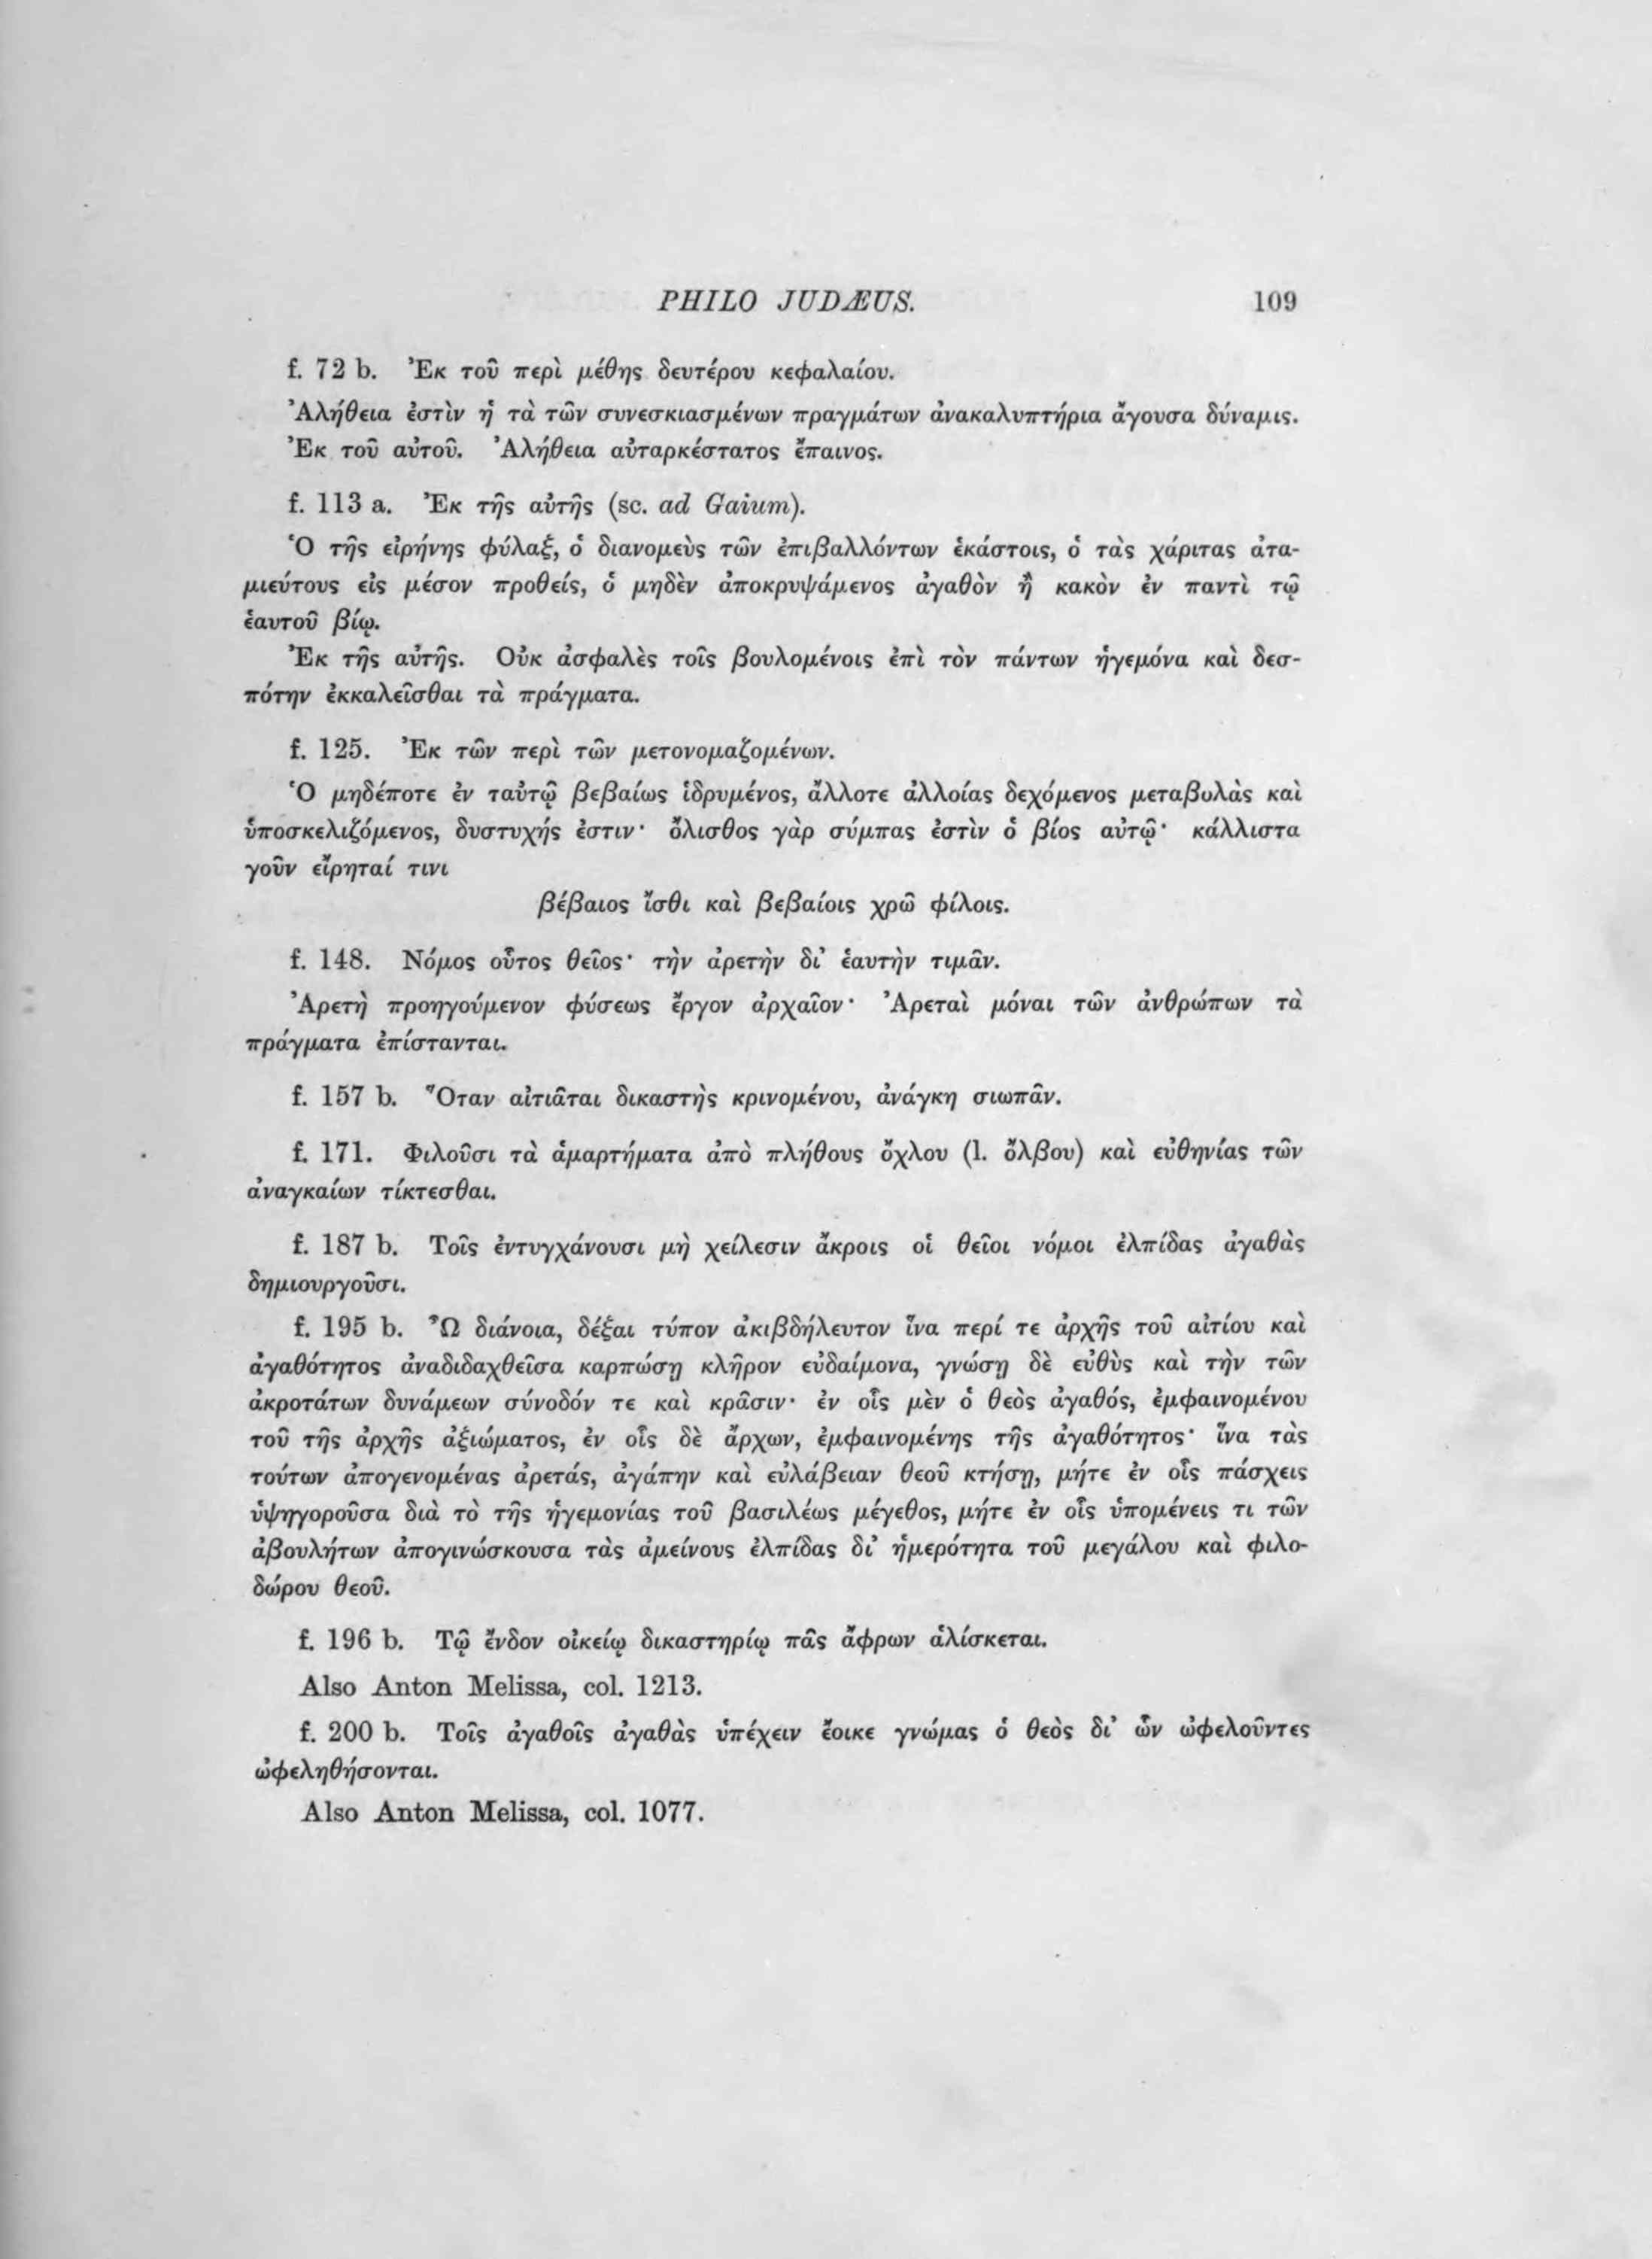 PHILO JUDÆUS. 109
f. 72 b. Ἐκ τοῦ περὶ μέθης δευτέρου κεφαλαίου.
Ἀλήθεια ἐστὶν ἡ τὰ τῶν συνεσκιασμένων πραγμάτων ἀνακαλυπτήρια ἄγουσα δύναμις.
Ἐκ τοῦ αὐτοῦ. Ἀλήθεια αὐταρκέστατος ἔπαινος.
f. 113 a. Ἐκ τῆς αὐτῆς (sc. ad Gaium).
Ὁ τῆς εἰρήνης φύλαξ, ὁ διανομεὺς τῶν ἐπιβαλλόντων ἑκάστοις, ὁ τὰς χάριτας ἀτα-
μιεύτους εἰς μέσον προθείς, ὁ μηδὲν ἀποκρυψάμενος ἀγαθὸν ἢ κακὸν ἐν παντὶ τῷ
ἑαυτοῦ βίῳ.
Ἐκ τῆς αὐτῆς. Οὐκ ἀσφαλὲς τοῖς βουλομένοις ἐπὶ τὸν πάντων ἡγεμόνα καὶ δεσ-
πότην ἐκκαλεῖσθαι τὰ πράγματα.
f. 125. Ἐκ τῶν περὶ τῶν μετονομαζομένων.
Ὁ μηδέποτε ἐν ταὐτῷ βεβαίως ἱδρυμένος, ἄλλοτε ἀλλοίας δεχόμενος μεταβολὰς καὶ
ὑποσκελιζόμενος, δυστυχής ἐστιν· ὄλισθος γὰρ σύμπας ἐστὶν ὁ βίος αὐτῷ· κάλλιστα
γοῦν εἴρηταί τινι
βέβαιος ἴσθι καὶ βεβαίοις χρῶ φίλοις.
f. 148. Νόμος οὗτος θεῖος· τὴν ἀρετὴν δι’ ἑαυτὴν τιμᾶν.
Ἀρετὴ προηγούμενον φύσεως ἔργον ἀρχαῖον· Ἀρεταὶ μόναι τῶν ἀνθρώπων τὰ
πράγματα ἐπίστανται.
f. 157 b. Ὅταν αἰτιᾶται δικαστὴς κρινομένου, ἀνάγκη σιωπᾶν.
f. 171. Φιλοῦσι τὰ ἁμαρτήματα ἀπὸ πλήθους ὄχλου (l. ὄλβου) καὶ εὐθηνίας τῶν
ἀναγκαίων τίκτεσθαι.
f. 187 b. Τοῖς ἐντυγχάνουσι μὴ χείλεσιν ἄκροις οἱ θεῖοι νόμοι ἐλπίδας ἀγαθὰς
δημιουργοῦσι.
f. 195 b. Ὦ διάνοια, δέξαι τύπον ἀκιβδήλευτον ἵνα περί τε ἀρχῆς τοῦ αἰτίου καὶ
ἀγαθότητος ἀναδιδαχθεῖσα καρπώσῃ κλῆρον εὐδαίμονα, γνώσῃ δὲ εὐθὺς καὶ τὴν τῶν
ἀκροτάτων δυνάμεων σύνοδόν τε καὶ κρᾶσιν· ἐν οἷς μὲν ὁ θεὸς ἀγαθός, ἐμφαινομένου
τοῦ τῆς ἀρχῆς ἀξιώματος, ἐν οἷς δὲ ἄρχων, ἐμφαινομένης τῆς ἀγαθότητος· ἵνα τὰς
τούτων ἀπογενομένας ἀρετάς, ἀγάπην καὶ εὐλάβειαν θεοῦ κτήσῃ, μήτε ἐν οἷς πάσχεις
ὑψηγοροῦσα διὰ τὸ τῆς ἡγεμονίας τοῦ βασιλέως μέγεθος, μήτε ἐν οἷς ὑπομένεις τι τῶν
ἀβουλήτων ἀπογινώσκουσα τὰς ἀμείνους ἐλπίδας δι’ ἡμερότητα τοῦ μεγάλου καὶ φιλο-
δώρου θεοῦ.
f. 196 b. Τῷ ἔνδον οἰκείῳ δικαστηρίῳ πᾶς ἄφρων ἁλίσκεται.
Also Anton Melissa, col. 1213.
f. 200 b. Τοῖς ἀγαθοῖς ἀγαθὰς ὑπέχειν ἔοικε γνώμας ὁ θεὸς δι’ ὧν ὠφελοῦντες
ὠφεληθήσονται.
Also Anton Melissa, col. 1077.